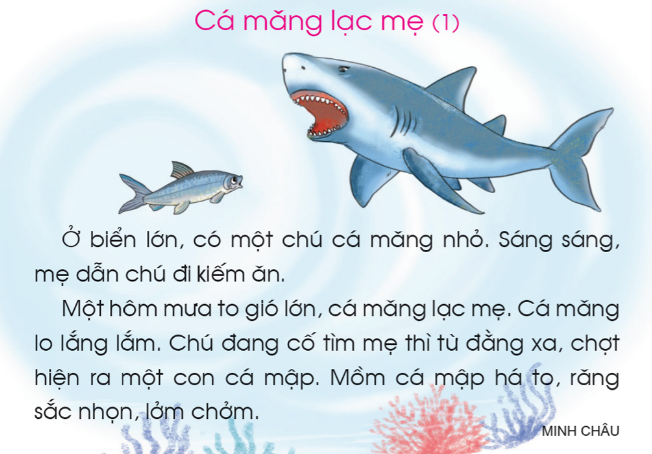 Cá măng lạc mẹ (1)
Ở biển lớn, có một chú cá măng nhỏ. Sáng sáng,
mẹ dẫn chú đi kiếm ăn.
Một hôm mưa to gió lớn, cá măng lạc mẹ. Cá măng
lo lắng lắm. Chú đang cố tìm mẹ thì từ đằng xa, chợt
hiện ra một con cá mập. Mồm cá mập há to, răng
sắc nhọn, lởm chởm.
MINH CHÂU